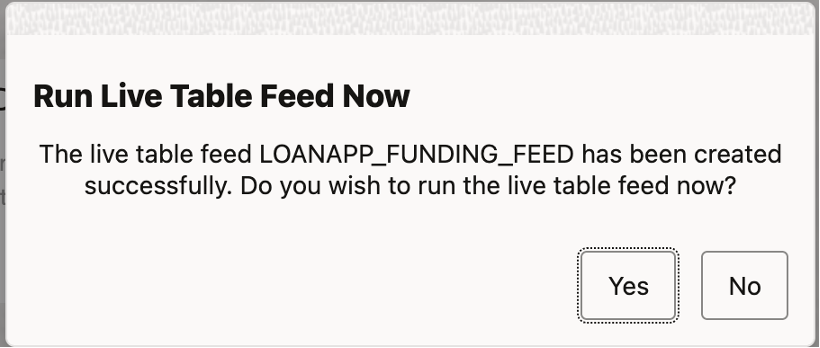 Run Live Table Feed Now
The live table feed LOANAPP_FUNDING_FEED has been created
successfully. Do you wish to run the live table feed now?
Yes No